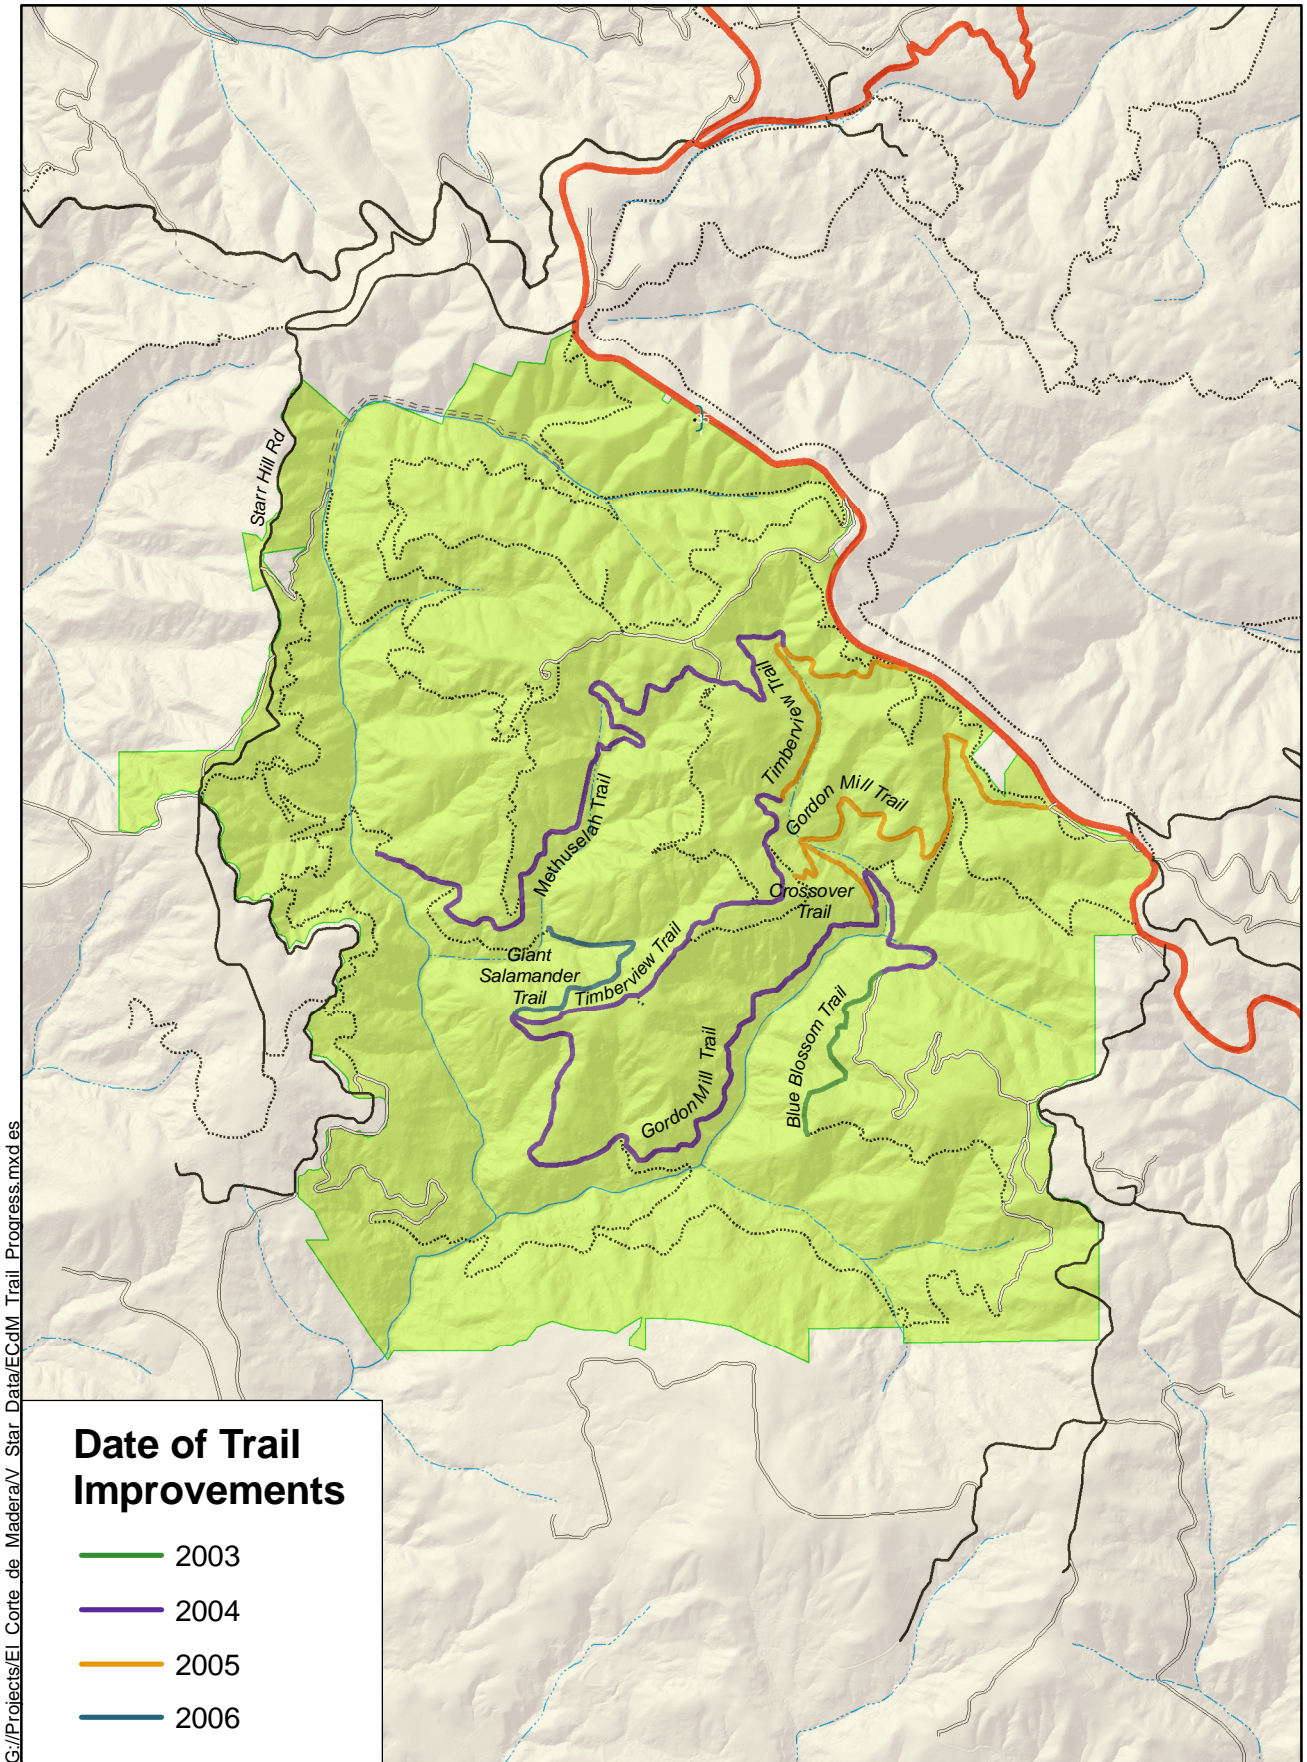 35
Starr Hill Rd
Timberview Trail
Gordon Mill Trail
Methuselah Trail
Crossover
Trail
Giant
Salamander
Trail
Timberview Trail
Blue Blossom Trail
Gordon Mill Trail
G://Projects/El Corte de Madera/V Star Data/ECdM Trail Progress.mxd es
Date of Trail
Improvements
2003
2004
2005
2006